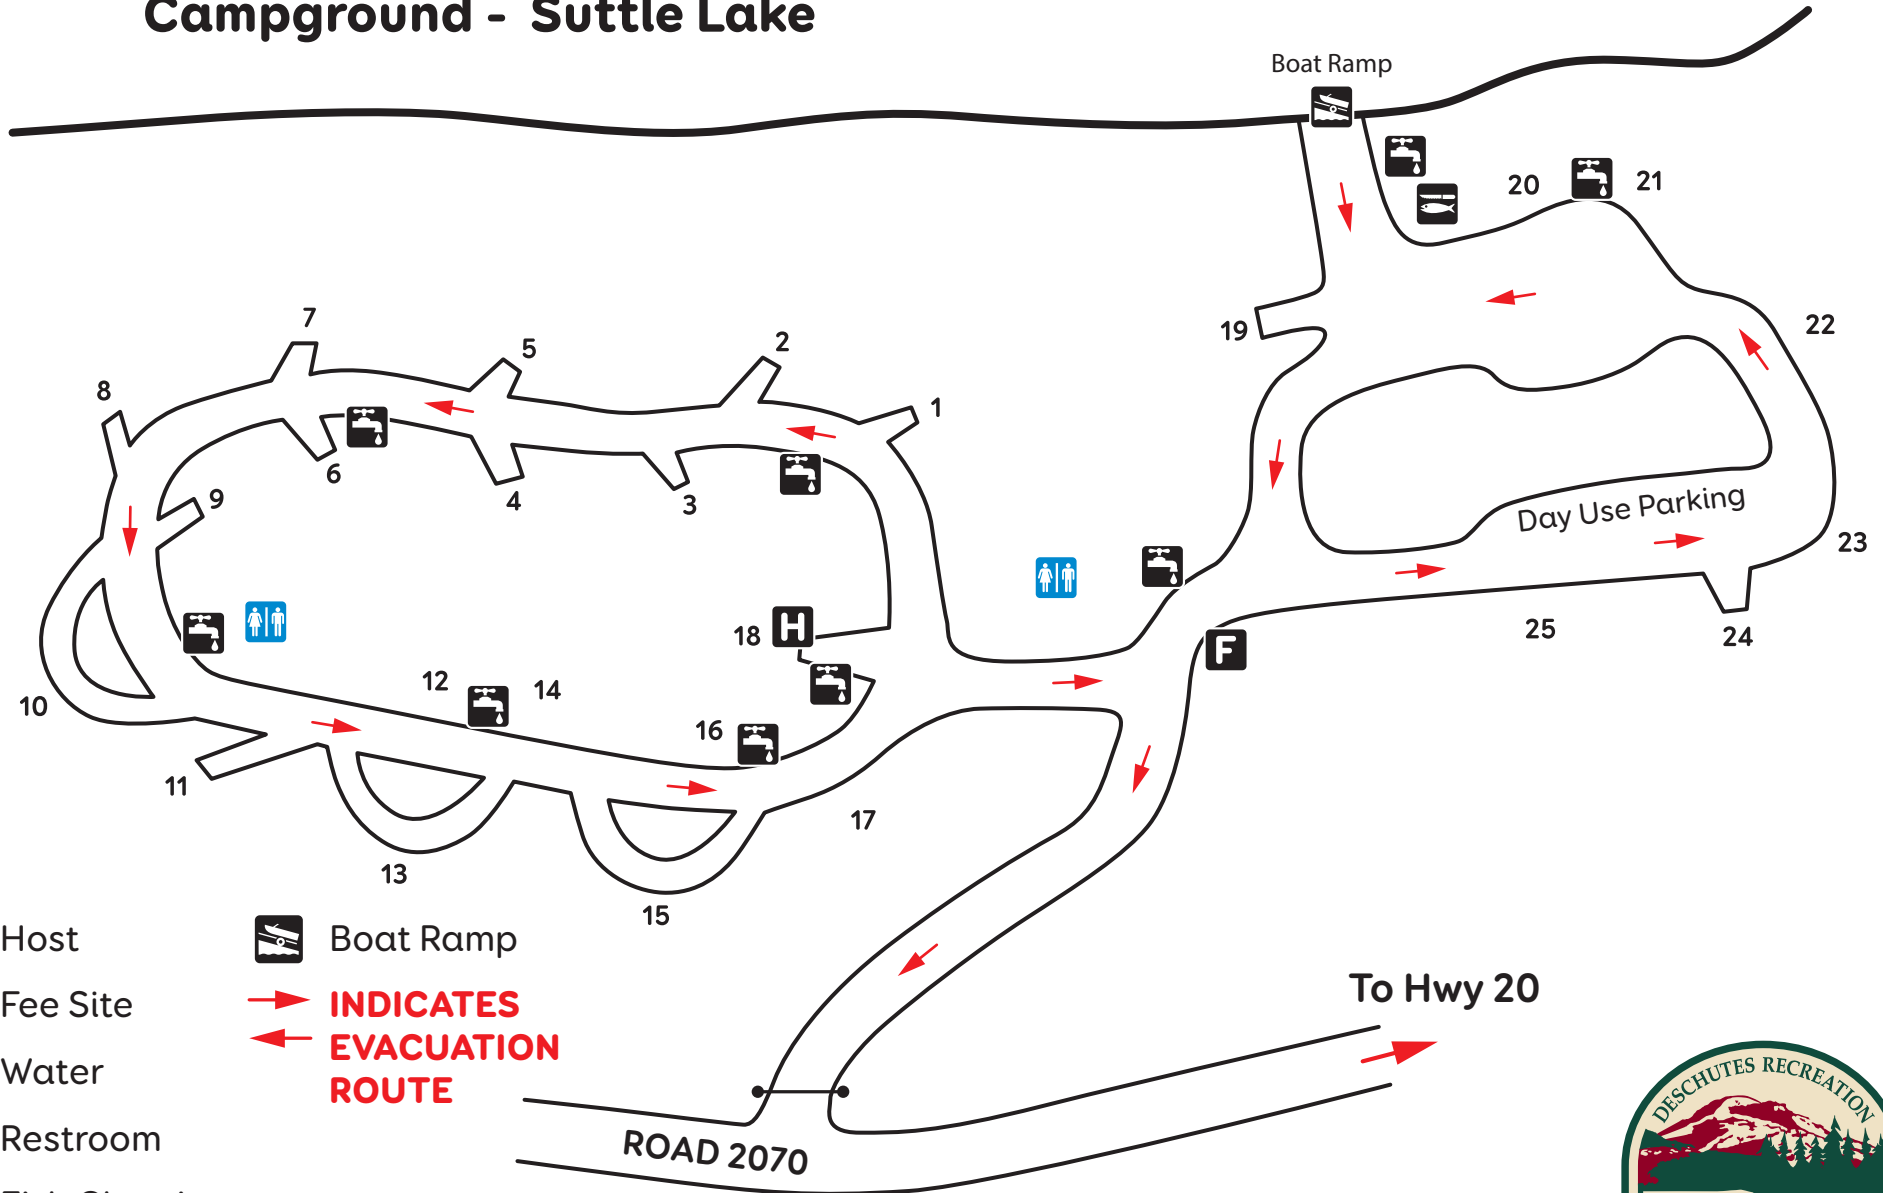 Campground - Suttle Lake
Boat Ramp
20
21
19
22
7
5
2
8
1
6
4
3
9
Day Use Parking
23
18
H
F
25
24
10
12
14
16
11
17
13
15
Host
Boat Ramp
Fee Site
INDICATES
EVACUATION
ROUTE
Water
Restroom
To Hwy 20
ROAD 2070
DESCHUTES RECREATION